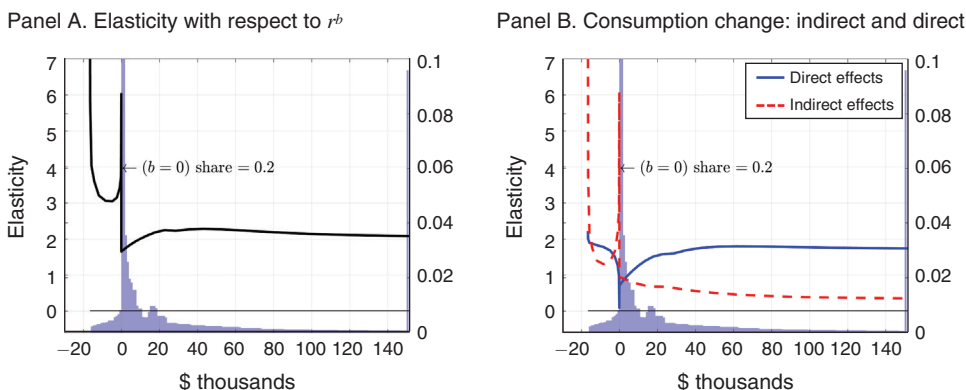 Panel A. Elasticity with respect to r^b
Elasticity
7
6
5
4
3
2
1
0
0.1
0.08
0.06
0.04
0.02
0
← (b = 0) share = 0.2
−20 0 20 40 60 80 100 120 140
$ thousands
Panel B. Consumption change: indirect and direct
Elasticity
7
6
5
4
3
2
1
0
0.1
0.08
0.06
0.04
0.02
0
Direct effects
Indirect effects
← (b = 0) share = 0.2
−20 0 20 40 60 80 100 120 140
$ thousands